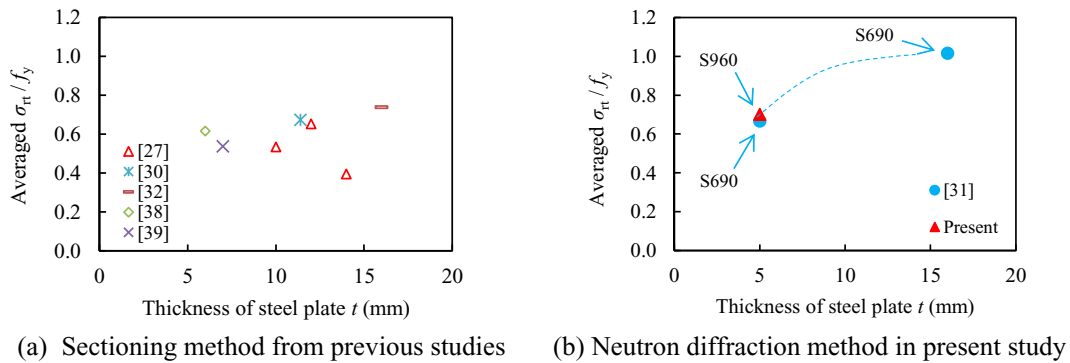 1.2
1.0
0.8
0.6
0.4
0.2
0.0
Averaged σrt / fy
[27]
[30]
[32]
[38]
[39]
0 5 10 15 20
Thickness of steel plate t (mm)
(a) Sectioning method from previous studies
1.2
1.0
0.8
0.6
0.4
0.2
0.0
Averaged σrt / fy
S690
S960
S690
[31]
Present
0 5 10 15 20
Thickness of steel plate t (mm)
(b) Neutron diffraction method in present study